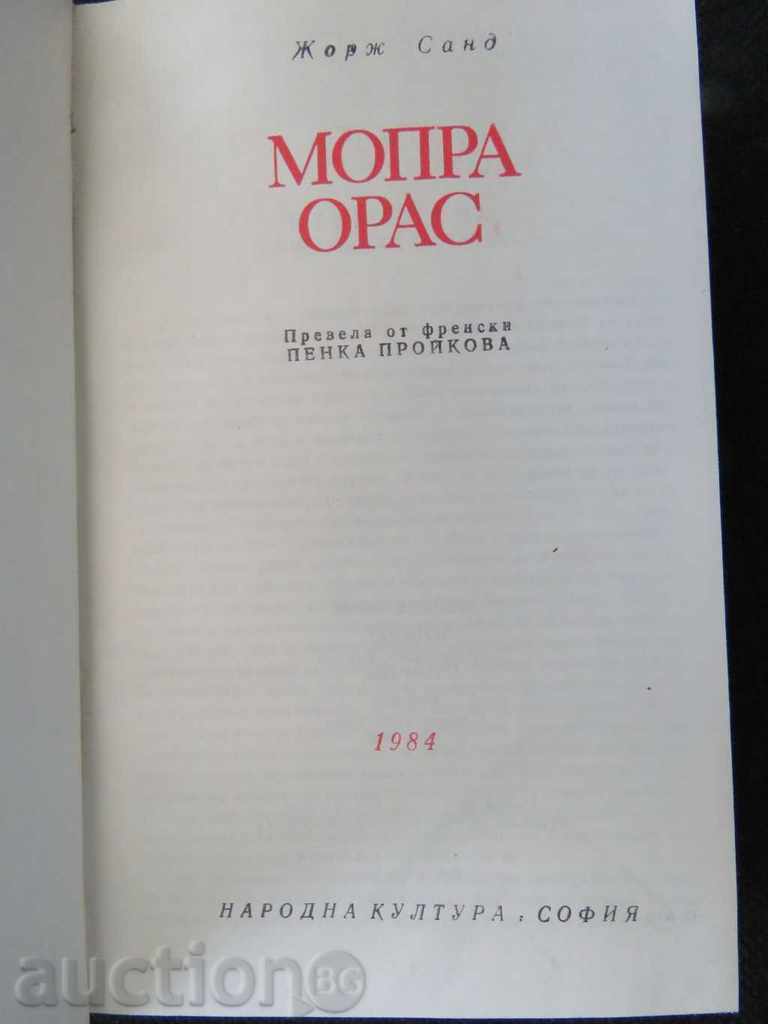 Жорж Санд
МОПРА
ОРАС
Превела от френски
ПЕНКА ПРОЙКОВА
1984
НАРОДНА КУЛТУРА, СОФИЯ
auction BG